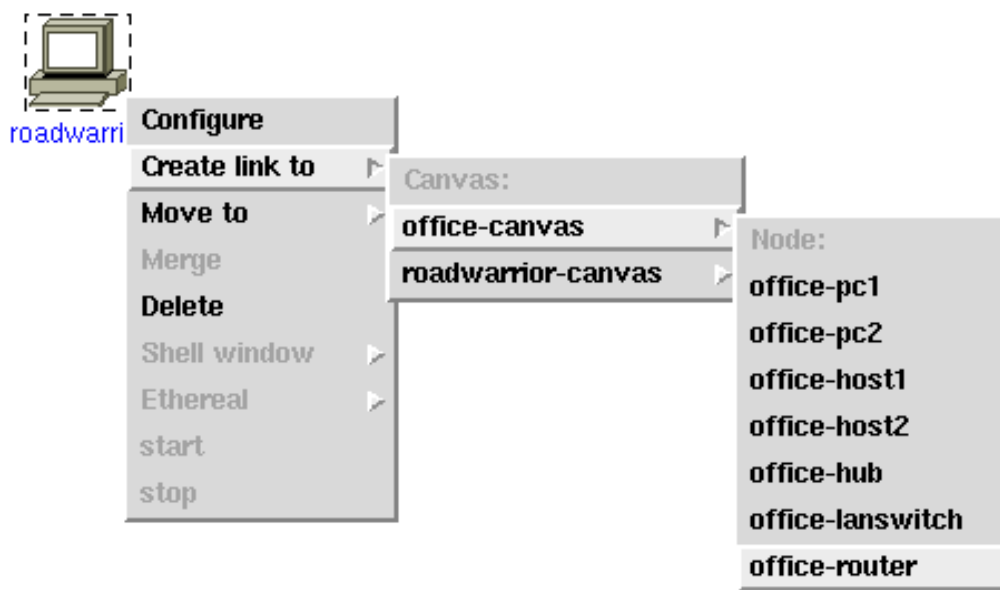 roadwarri
Configure
Create link to
Move to
Merge
Delete
Shell window
Ethereal
start
stop
Canvas:
office-canvas
roadwarrior-canvas
Node:
office-pc1
office-pc2
office-host1
office-host2
office-hub
office-lanswitch
office-router